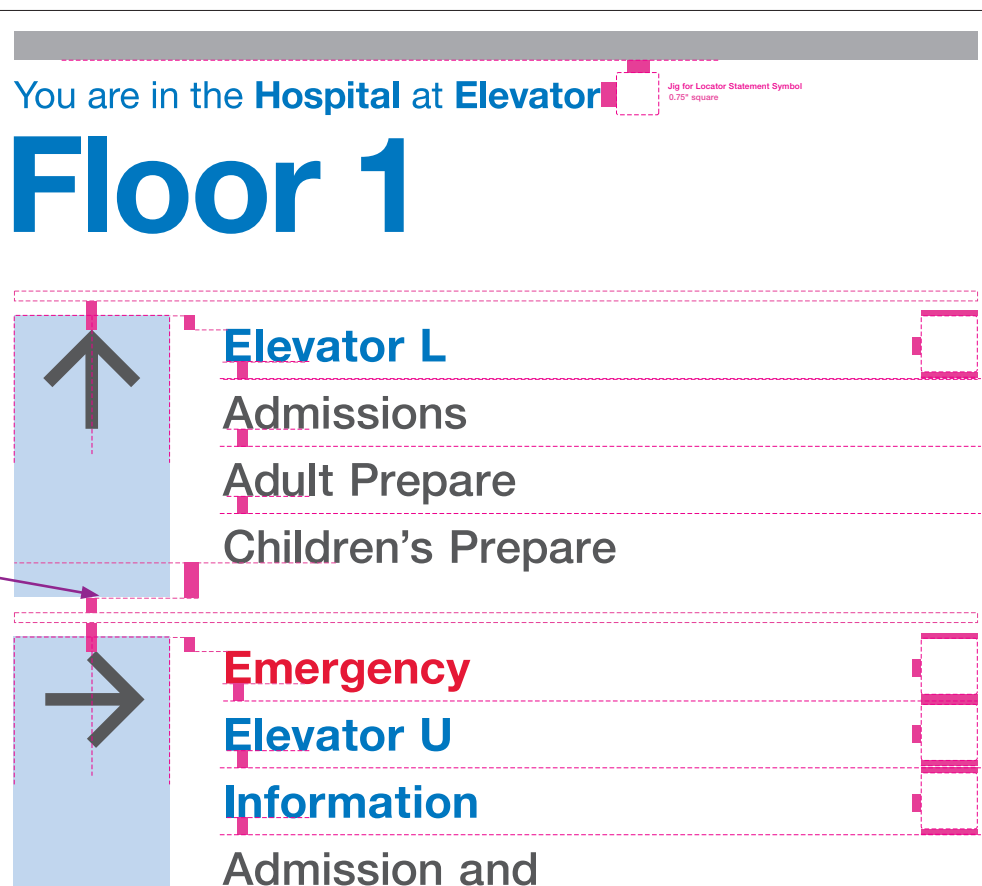 You are in the Hospital at Elevator
Jig for Locator Statement Symbol
0.75" square
Floor 1
Elevator L
Admissions
Adult Prepare
Children’s Prepare
Emergency
Elevator U
Information
Admission and